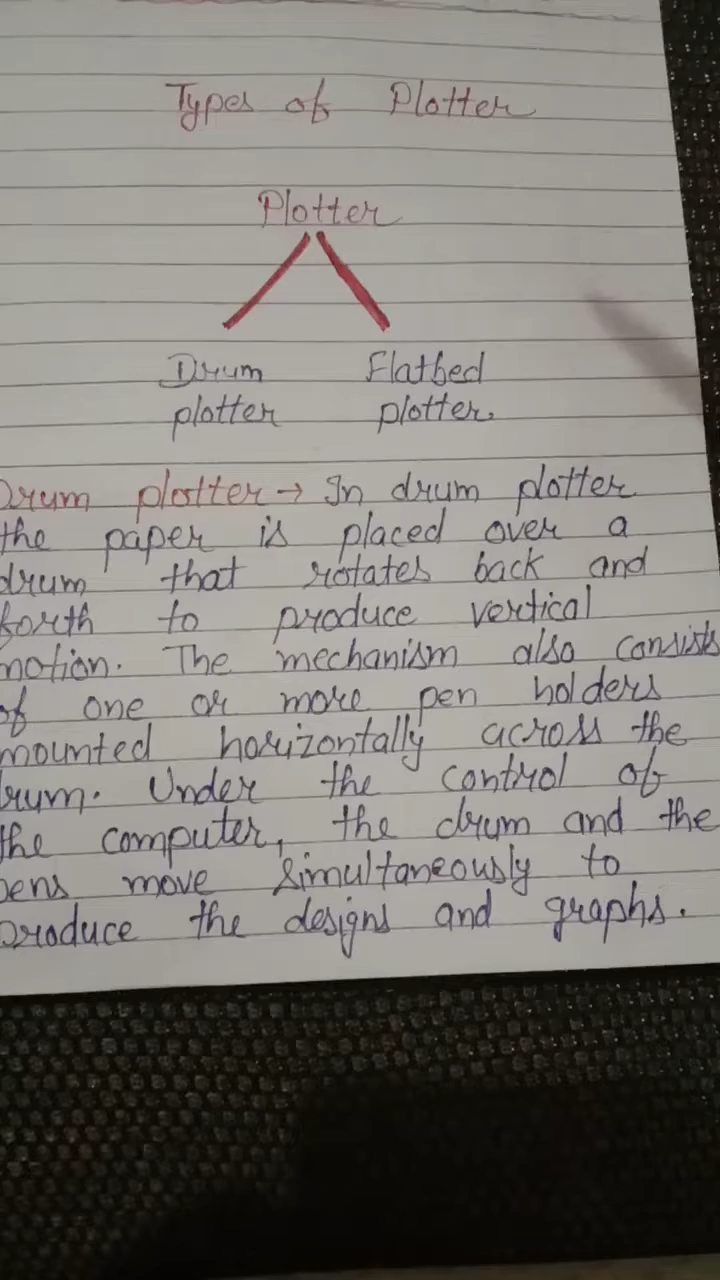 Types of Plotter
Plotter
Drum Flatbed
plotter plotter.
Drum plotter → In drum plotter
the paper is placed over a
drum that rotates back and
forth to produce vertical
motion. The mechanism also consists
of one or more pen holders
mounted horizontally across the
drum. Under the control of
the computer, the drum and the
pens move simultaneously to
produce the designs and graphs.